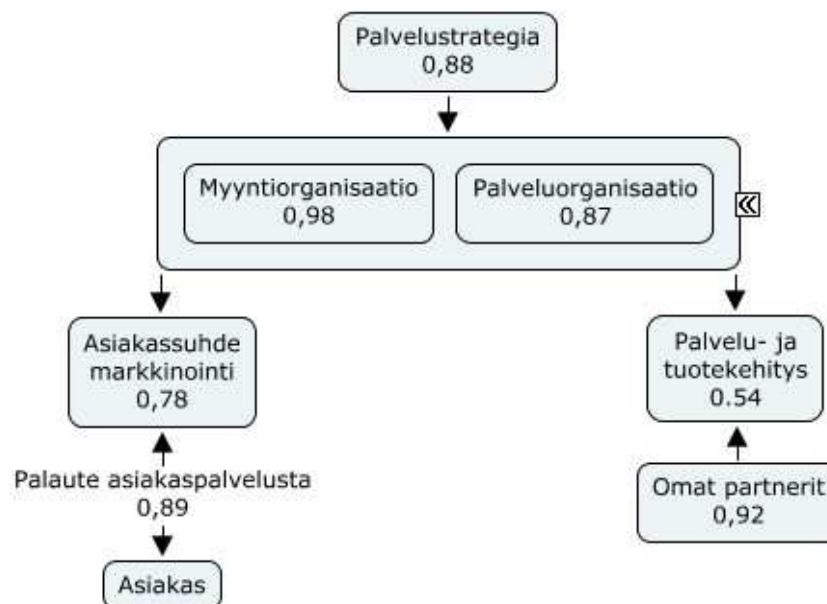 Palvelustrategia
0,88
Myyntiorganisaatio
0,98
Palveluorganisaatio
0,87
Asiakassuhde
markkinointi
0,78
Palvelu- ja
tuotekehitys
0.54
Palaute asiakaspalvelusta
0,89
Omat partnerit
0,92
Asiakas